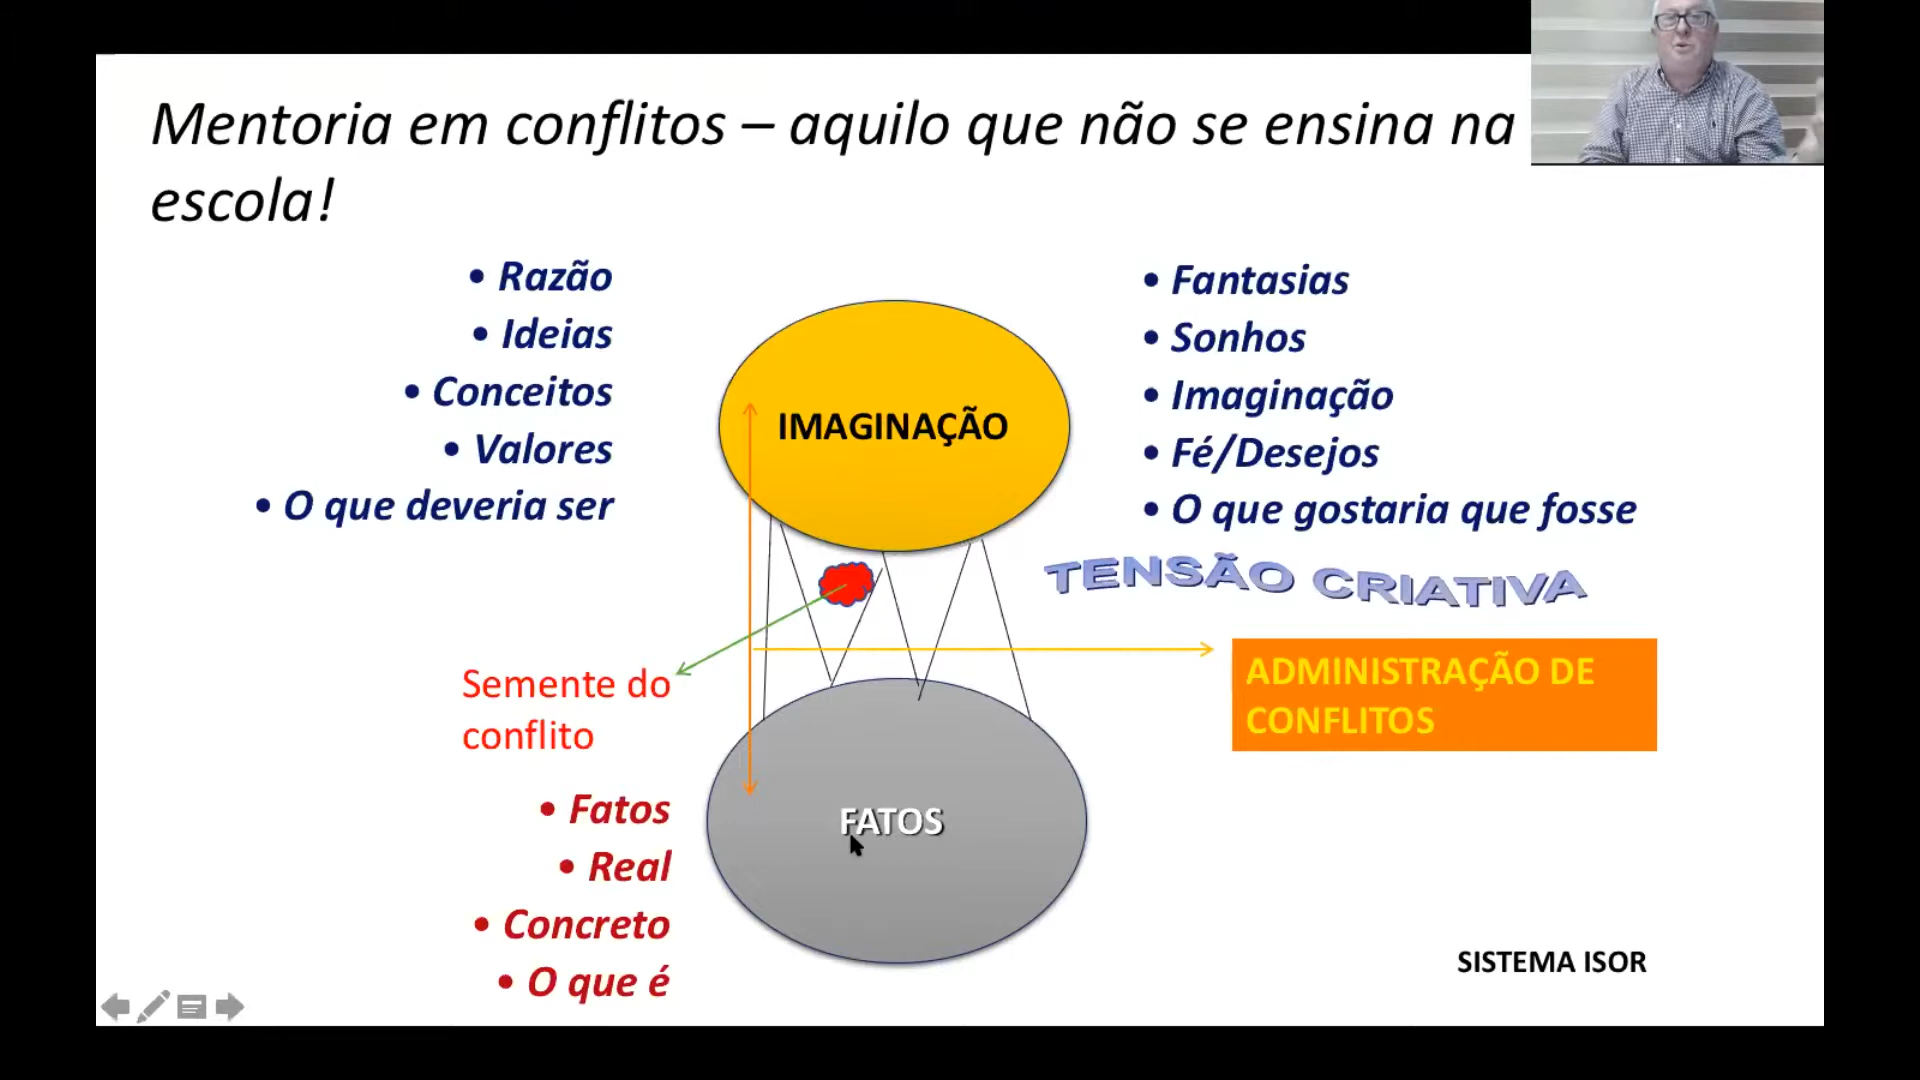 Mentoria em conflitos – aquilo que não se ensina na
escola!
• Razão
• Ideias
• Conceitos
• Valores
• O que deveria ser
• Fantasias
• Sonhos
• Imaginação
• Fé/Desejos
• O que gostaria que fosse
IMAGINAÇÃO
TENSÃO CRIATIVA
Semente do
conflito
ADMINISTRAÇÃO DE
CONFLITOS
• Fatos
• Real
• Concreto
• O que é
FATOS
SISTEMA ISOR